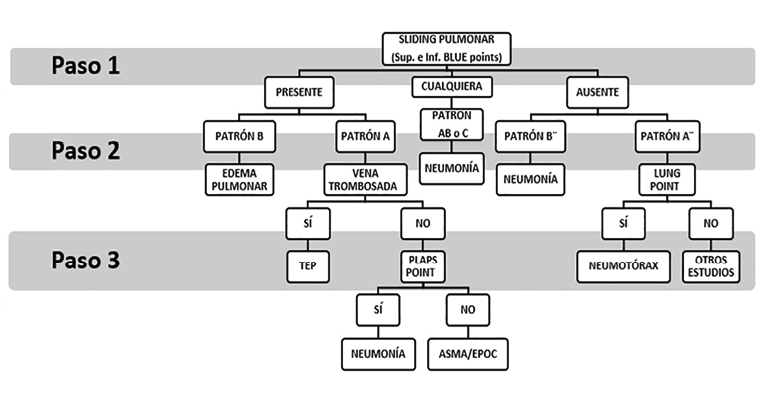 SLIDING PULMONAR
(Sup. e Inf. BLUE points)
Paso 1
PRESENTE
CUALQUIERA
AUSENTE
PATRÓN B
PATRÓN A
PATRON
AB o C
PATRÓN B¨
PATRÓN A¨
Paso 2
EDEMA
PULMONAR
VENA
TROMBOSADA
NEUMONÍA
NEUMONÍA
LUNG
POINT
SÍ
NO
SÍ
NO
Paso 3
TEP
PLAPS
POINT
NEUMOTÓRAX
OTROS
ESTUDIOS
SÍ
NO
NEUMONÍA
ASMA/EPOC